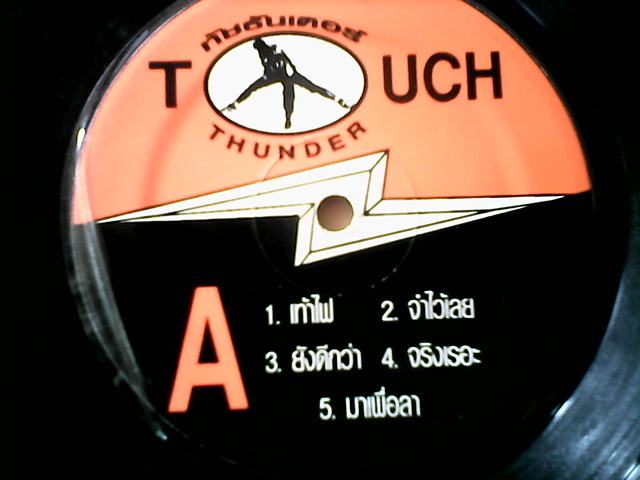 ทัชธันเดอร์
TOUCH
THUNDER
A
1. เท้าไฟ 2. จำไว้เลย
3. ยังดีกว่า 4. จริงเรอะ
5. มาเพื่อลา